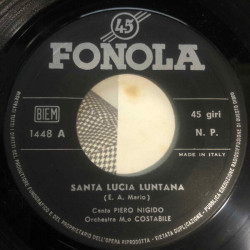 45
FONOLA
BIEM
1448 A
45 giri
N. P.
MADE IN ITALY
SANTA LUCIA LUNTANA
(E. A. Mario)
Canta PIERO NIGIDO
Orchestra M.o COSTABILE